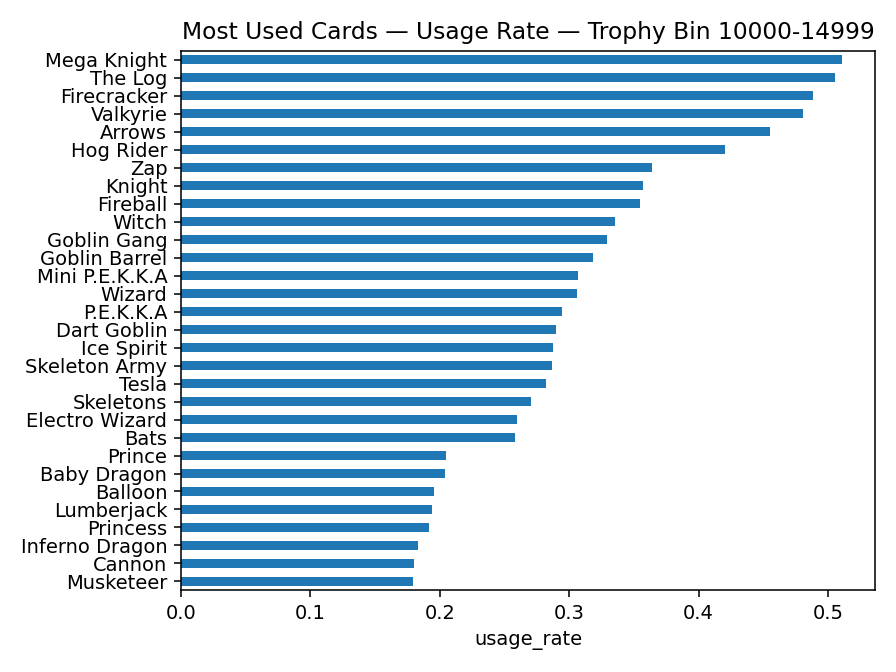 Most Used Cards — Usage Rate — Trophy Bin 10000-14999
Mega Knight
The Log
Firecracker
Valkyrie
Arrows
Hog Rider
Zap
Knight
Fireball
Witch
Goblin Gang
Goblin Barrel
Mini P.E.K.K.A
Wizard
P.E.K.K.A
Dart Goblin
Ice Spirit
Skeleton Army
Tesla
Skeletons
Electro Wizard
Bats
Prince
Baby Dragon
Balloon
Lumberjack
Princess
Inferno Dragon
Cannon
Musketeer
0.0 0.1 0.2 0.3 0.4 0.5
usage_rate